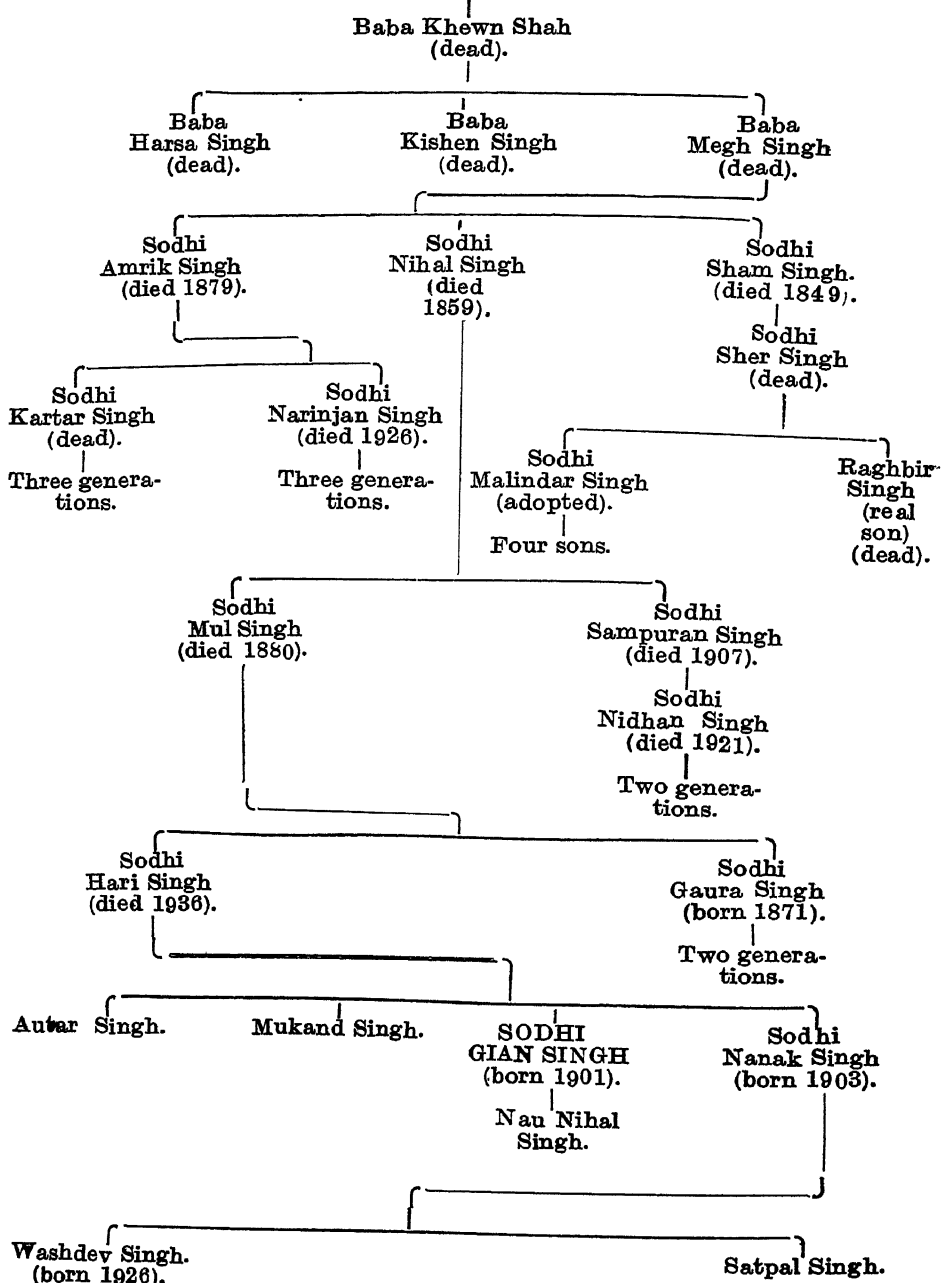 Baba Khewn Shah
(dead).
Baba
Harsa Singh
(dead).
Baba
Kishen Singh
(dead).
Baba
Megh Singh
(dead).
Sodhi
Amrik Singh
(died 1879).
Sodhi
Nihal Singh
(died
1859).
Sodhi
Sham Singh.
(died 1849).
Sodhi
Sher Singh
(dead).
Sodhi
Kartar Singh
(dead).
Three genera-
tions.
Sodhi
Narinjan Singh
(died 1926).
Three genera-
tions.
Sodhi
Malindar Singh
(adopted).
Four sons.
Raghbir
Singh
(real
son)
(dead).
Sodhi
Mul Singh
(died 1880).
Sodhi
Sampuran Singh
(died 1907).
Sodhi
Nidhan Singh
(died 1921).
Two genera-
tions.
Sodhi
Hari Singh
(died 1936).
Sodhi
Gaura Singh
(born 1871).
Two genera-
tions.
Autar Singh.
Mukand Singh.
SODHI
GIAN SINGH
(born 1901).
Nau Nihal
Singh.
Sodhi
Nanak Singh
(born 1903).
Washdev Singh.
(born 1926).
Satpal Singh.